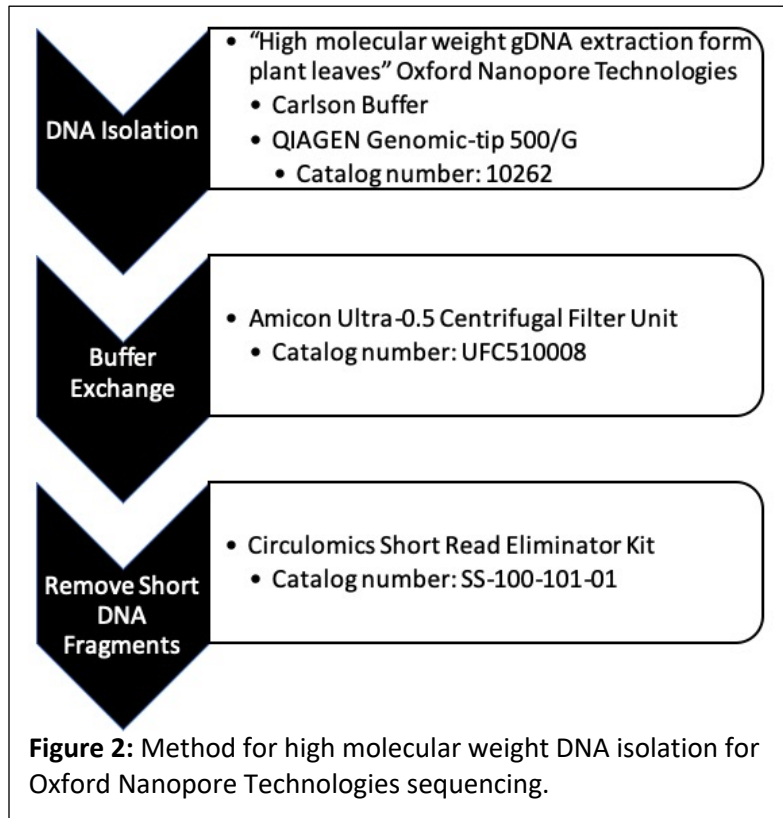 DNA Isolation
• “High molecular weight gDNA extraction form
plant leaves” Oxford Nanopore Technologies
• Carlson Buffer
• QIAGEN Genomic-tip 500/G
• Catalog number: 10262
Buffer
Exchange
• Amicon Ultra-0.5 Centrifugal Filter Unit
• Catalog number: UFC510008
Remove Short
DNA
Fragments
• Circulomics Short Read Eliminator Kit
• Catalog number: SS-100-101-01
Figure 2: Method for high molecular weight DNA isolation for
Oxford Nanopore Technologies sequencing.